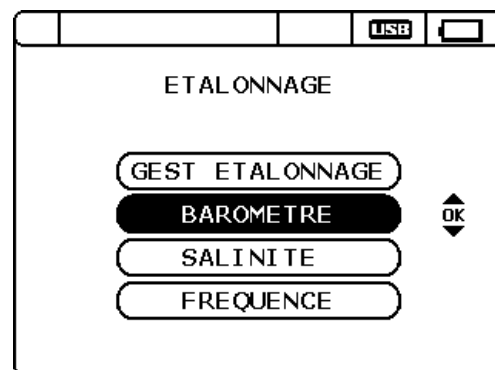 USB
ETALONNAGE
GEST ETALONNAGE
BAROMETRE
OK
SALINITE
FREQUENCE